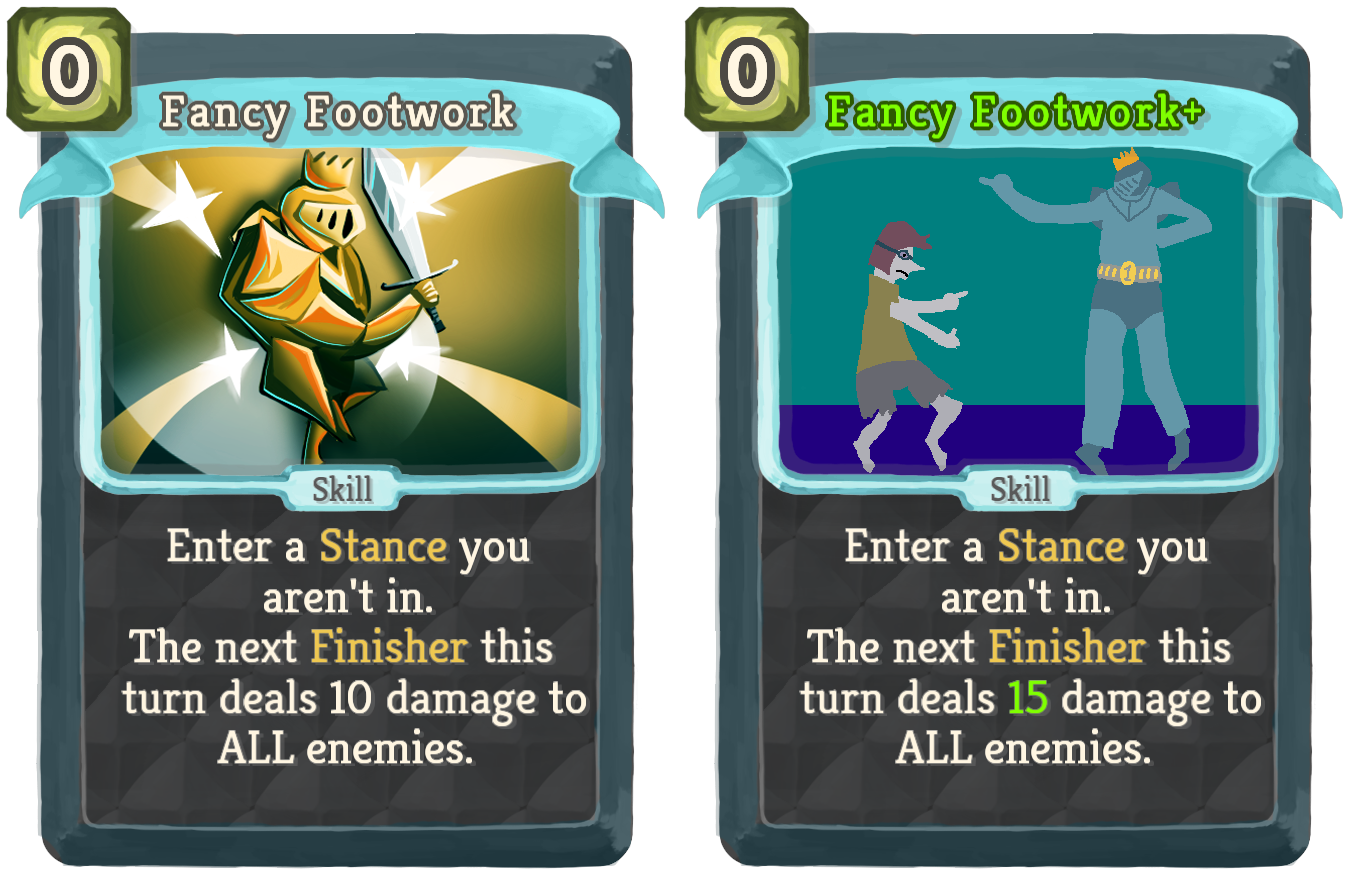 0
Fancy Footwork
Skill
Enter a Stance you
aren't in.
The next Finisher this
turn deals 10 damage to
ALL enemies.
0
Fancy Footwork+
1
Skill
Enter a Stance you
aren't in.
The next Finisher this
turn deals 15 damage to
ALL enemies.